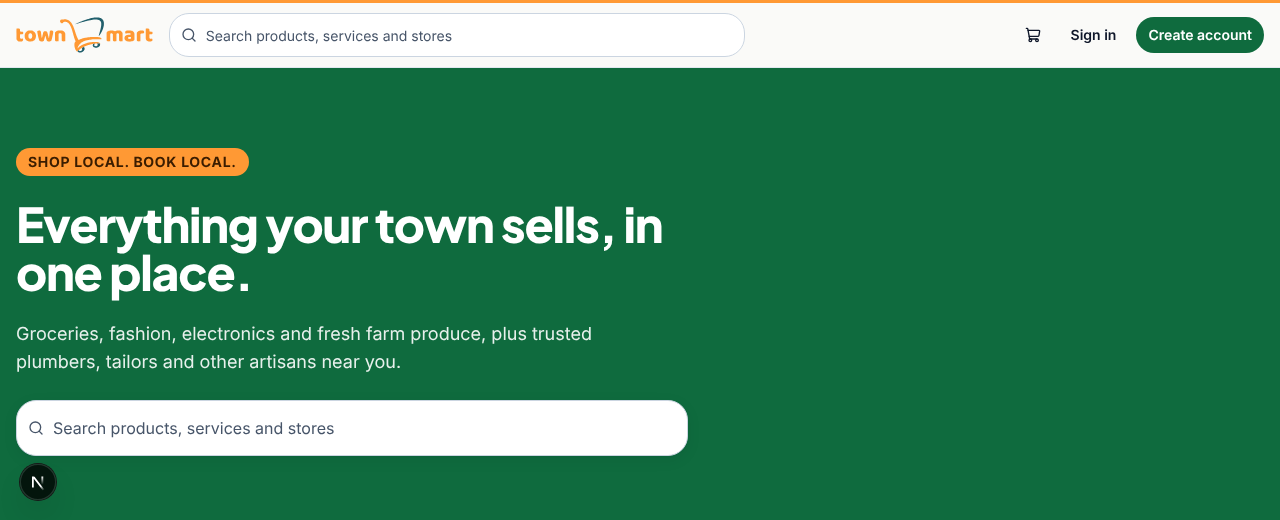 town mart
Search products, services and stores
Sign in
Create account
SHOP LOCAL. BOOK LOCAL.
Everything your town sells, in
one place.
Groceries, fashion, electronics and fresh farm produce, plus trusted
plumbers, tailors and other artisans near you.
Search products, services and stores
N